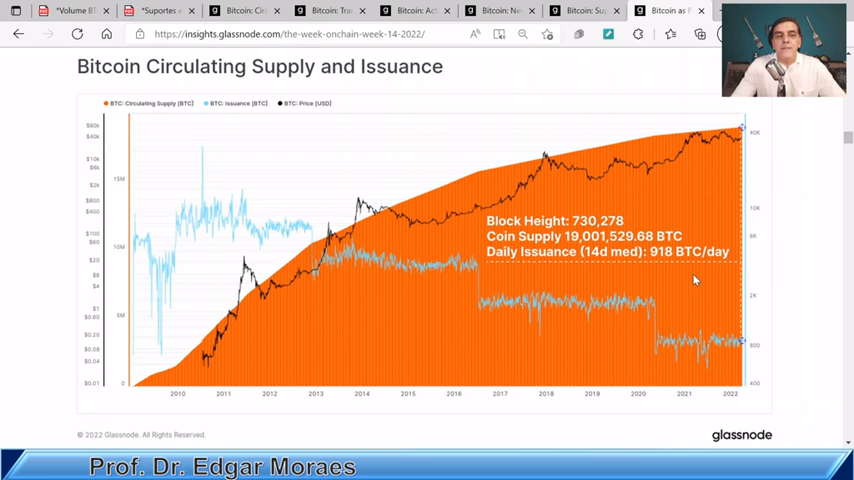 *Volume BT
*Suportes e
Bitcoin: Circ
Bitcoin: Tra
Bitcoin: Act
Bitcoin: Ne
Bitcoin: Sup
Bitcoin as P
https://insights.glassnode.com/the-week-onchain-week-14-2022/
Bitcoin Circulating Supply and Issuance
BTC: Circulating Supply [BTC] BTC: Issuance [BTC] BTC: Price [USD]
$80k
$40k
$10k
$6k
$2k
$800
$400
$100
$60
$20
$8
$4
$1
$0.60
$0.20
$0.08
$0.04
$0.01
15M
10M
5M
0
40K
10K
6K
2K
800
400
Block Height: 730,278
Coin Supply 19,001,529.68 BTC
Daily Issuance (14d med): 918 BTC/day
2010 2011 2012 2013 2014 2015 2016 2017 2018 2019 2020 2021 2022
© 2022 Glassnode. All Rights Reserved.
glassnode
Prof. Dr. Edgar Moraes